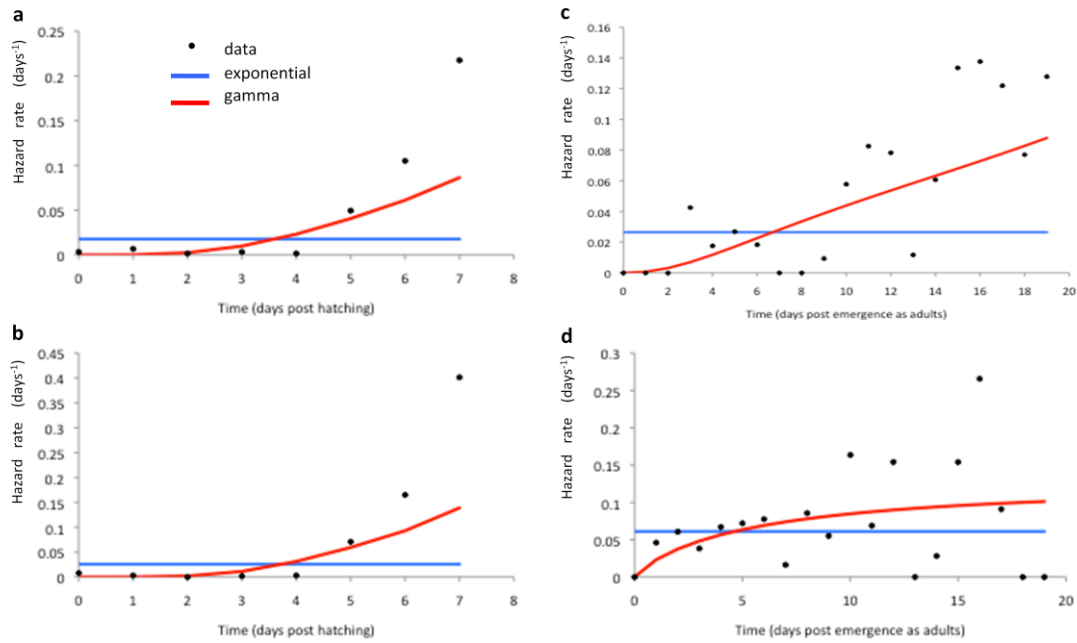 a
Hazard rate (days-1)
0.25
0.2
0.15
0.1
0.05
0
data
exponential
gamma
0 1 2 3 4 5 6 7 8
Time (days post hatching)
c
Hazard rate (days-1)
0.16
0.14
0.12
0.1
0.08
0.06
0.04
0.02
0
0 2 4 6 8 10 12 14 16 18 20
Time (days post emergence as adults)
b
Hazard rate (days-1)
0.45
0.4
0.35
0.3
0.25
0.2
0.15
0.1
0.05
0
0 1 2 3 4 5 6 7 8
Time (days post hatching)
d
Hazard rate (days-1)
0.3
0.25
0.2
0.15
0.1
0.05
0
0 5 10 15 20
Time (days post emergence as adults)